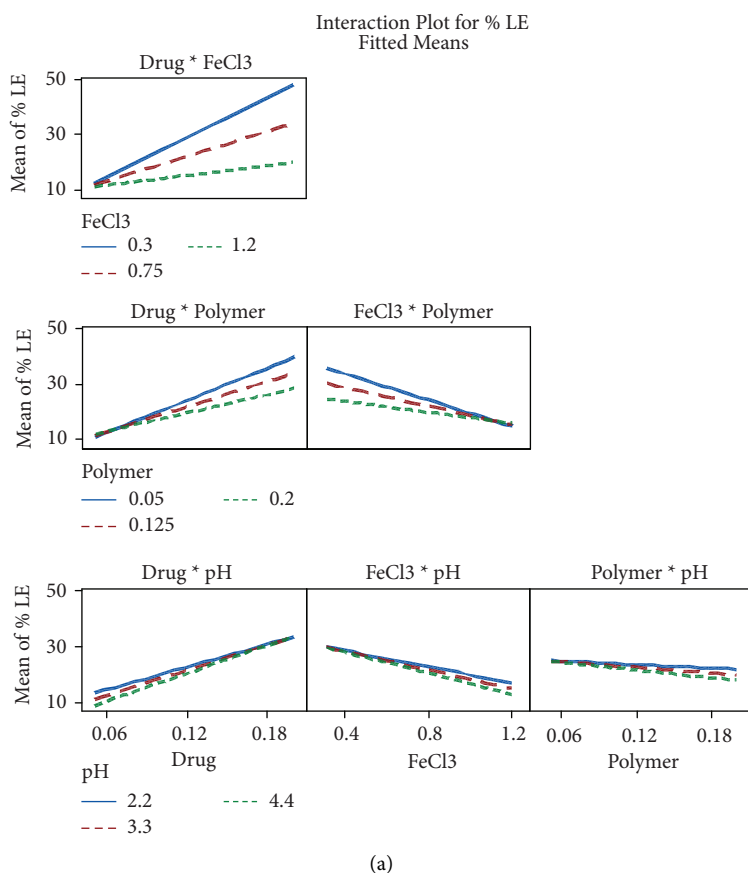 Interaction Plot for % LE
Fitted Means
Drug * FeCl3
Mean of % LE
50
30
10
FeCl3
0.3
1.2
0.75
Drug * Polymer
FeCl3 * Polymer
Mean of % LE
50
30
10
Polymer
0.05
0.2
0.125
Drug * pH
FeCl3 * pH
Polymer * pH
Mean of % LE
50
30
10
0.06 0.12 0.18 0.4 0.8 1.2 0.06 0.12 0.18
Drug
FeCl3
Polymer
pH
2.2
4.4
3.3
(a)